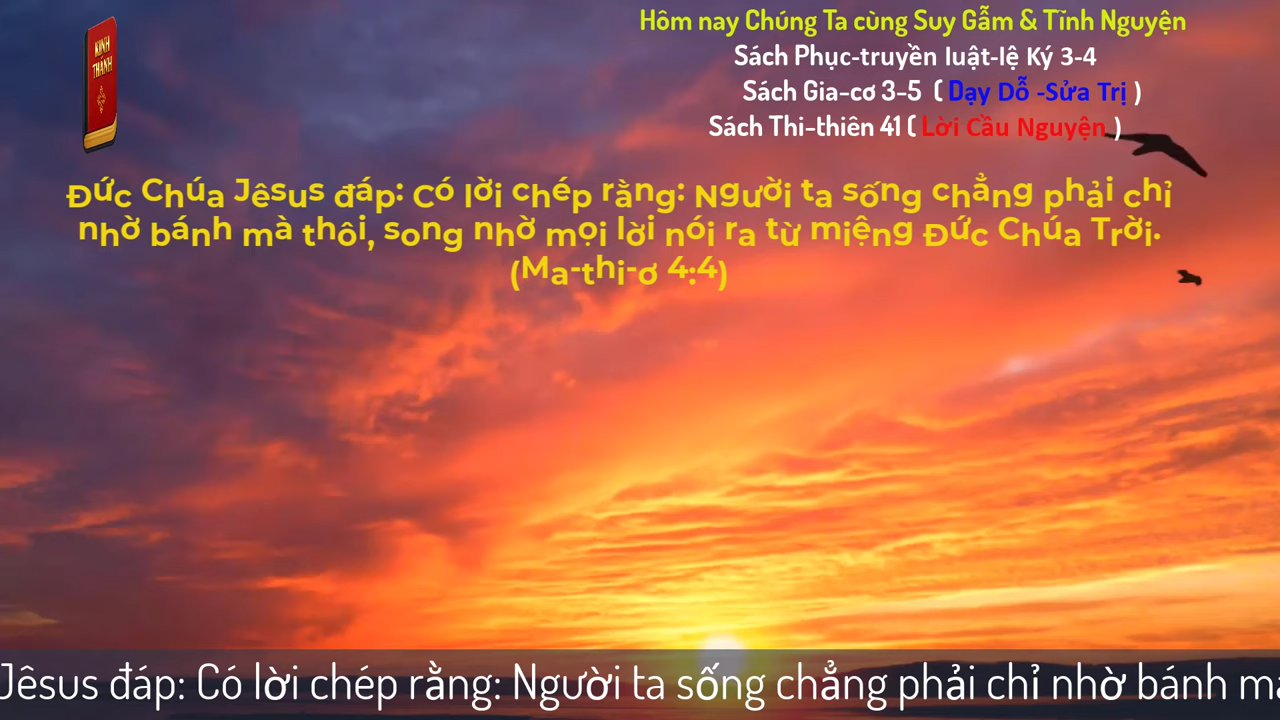 KINH
THÁNH
Hôm nay Chúng Ta cùng Suy Gẫm & Tĩnh Nguyện
Sách Phục-truyền luật-lệ Ký 3-4
Sách Gia-cơ 3-5 ( Dạy Dỗ -Sửa Trị )
Sách Thi-thiên 41 ( Lời Cầu Nguyện )
Đức Chúa Jêsus đáp: Có lời chép rằng: Người ta sống chẳng phải chỉ
nhờ bánh mà thôi, song nhờ mọi lời nói ra từ miệng Đức Chúa Trời.
(Ma-thi-ơ 4:4)
Jêsus đáp: Có lời chép rằng: Người ta sống chẳng phải chỉ nhờ bánh mà